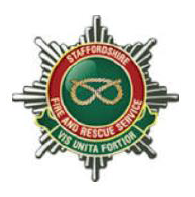 STAFFORDSHIRE
FIRE AND RESCUE SERVICE
VIS UNITA FORTIOR